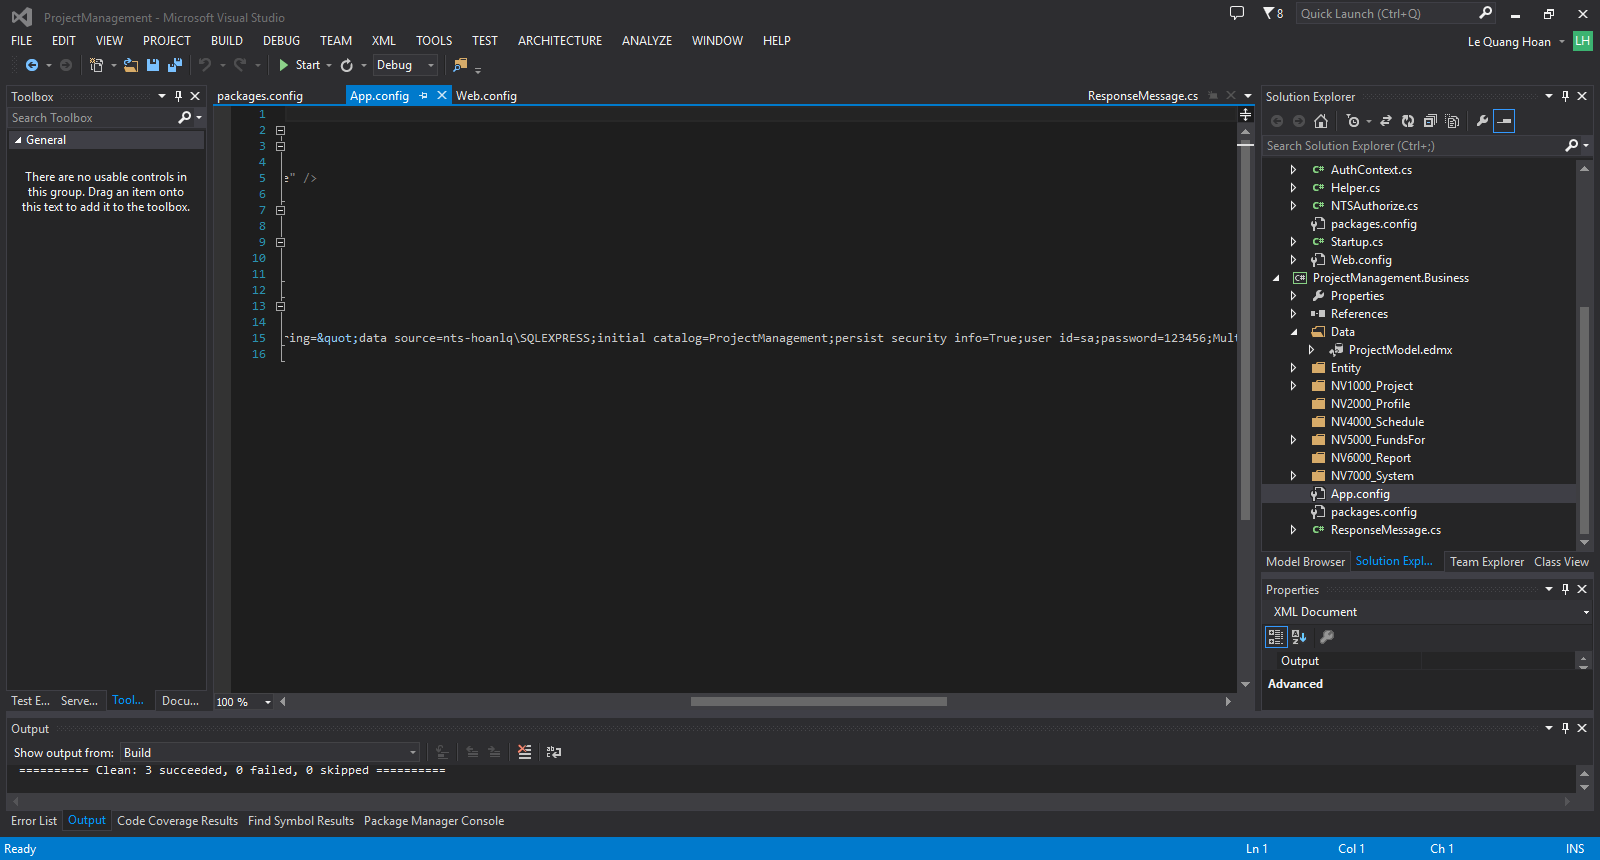 ProjectManagement - Microsoft Visual Studio
8
Quick Launch (Ctrl+Q)
FILE EDIT VIEW PROJECT BUILD DEBUG TEAM XML TOOLS TEST ARCHITECTURE ANALYZE WINDOW HELP
Le Quang Hoan LH
Start Debug
Toolbox
Search Toolbox
General
There are no usable controls in
this group. Drag an item onto
this text to add it to the toolbox.
Test E... Serve... Tool... Docu...
packages.config App.config Web.config ResponseMessage.cs
1
2
3
4
5 e" />
6
7
8
9
10
11
12
13
14
15 ring=&quot;data source=nts-hoanlq\SQLEXPRESS;initial catalog=ProjectManagement;persist security info=True;user id=sa;password=123456;Mult
16
100 %
Solution Explorer
Search Solution Explorer (Ctrl+;)
C# AuthContext.cs
C# Helper.cs
C# NTSAuthorize.cs
packages.config
C# Startup.cs
Web.config
C# ProjectManagement.Business
Properties
References
Data
ProjectModel.edmx
Entity
NV1000_Project
NV2000_Profile
NV4000_Schedule
NV5000_FundsFor
NV6000_Report
NV7000_System
App.config
packages.config
C# ResponseMessage.cs
Model Browser Solution Expl... Team Explorer Class View
Properties
XML Document
Output
Advanced
Output
Show output from: Build
========== Clean: 3 succeeded, 0 failed, 0 skipped ==========
Error List Output Code Coverage Results Find Symbol Results Package Manager Console
Ready Ln 1 Col 1 Ch 1 INS